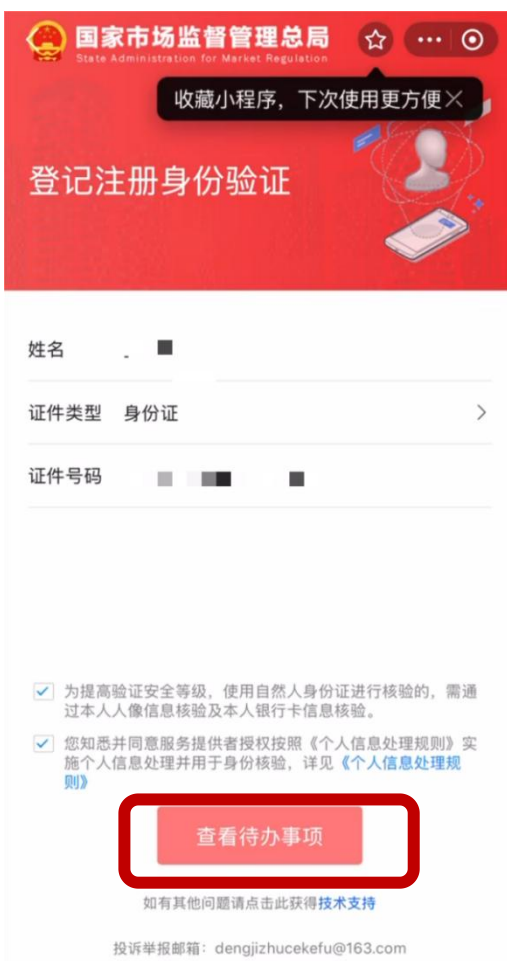 国家市场监督管理总局
State Administration for Market Regulation
收藏小程序，下次使用更方便
登记注册身份验证
姓名
证件类型 身份证
证件号码
为提高验证安全等级，使用自然人身份证进行核验的，需通
过本人人像信息核验及本人银行卡信息核验。
您知悉并同意服务提供者授权按照《个人信息处理规则》实
施个人信息处理并用于身份核验，详见《个人信息处理规
则》
查看待办事项
如有其他问题请点击此获得技术支持
投诉举报邮箱：dengjizhucekefu@163.com